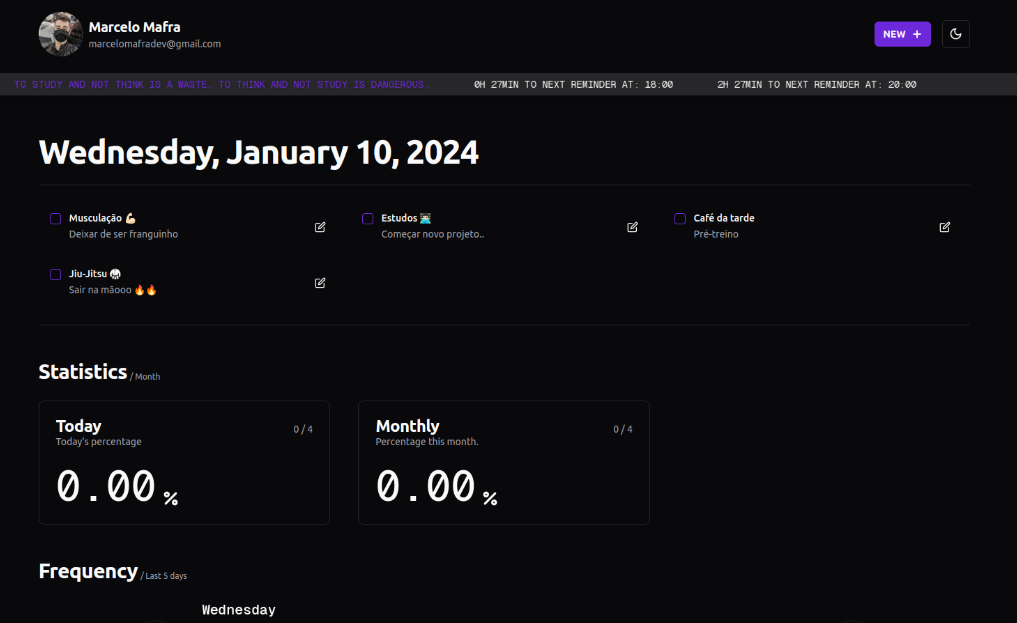 Marcelo Mafra
marcelomafradev@gmail.com
NEW +
TO STUDY AND NOT THINK IS A WASTE. TO THINK AND NOT STUDY IS DANGEROUS. 0H 27MIN TO NEXT REMINDER AT: 18:00 2H 27MIN TO NEXT REMINDER AT: 20:00
Wednesday, January 10, 2024
Musculação 💪🏻
Deixar de ser franguinho
Estudos 👨🏻‍💻
Começar novo projeto..
Café da tarde
Pré-treino
Jiu-Jitsu 🥋
Sair na mãooo 🔥🔥
Statistics / Month
Today 0 / 4
Today's percentage
0.00 %
Monthly 0 / 4
Percentage this month.
0.00 %
Frequency / Last 5 days
Wednesday